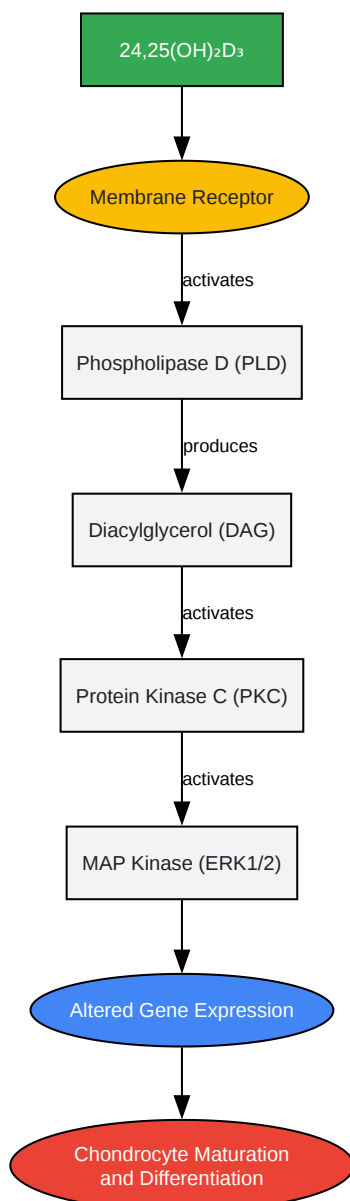 24,25(OH)₂D₃
Membrane Receptor
activates
Phospholipase D (PLD)
produces
Diacylglycerol (DAG)
activates
Protein Kinase C (PKC)
activates
MAP Kinase (ERK1/2)
Altered Gene Expression
Chondrocyte Maturation
and Differentiation